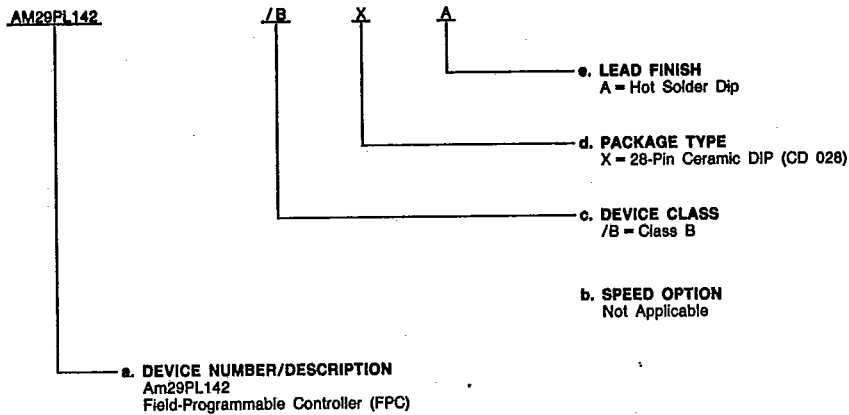 AM29PL142 /B X A
e. LEAD FINISH
A = Hot Solder Dip
d. PACKAGE TYPE
X = 28-Pin Ceramic DIP (CD 028)
c. DEVICE CLASS
/B = Class B
b. SPEED OPTION
Not Applicable
a. DEVICE NUMBER/DESCRIPTION
Am29PL142
Field-Programmable Controller (FPC)